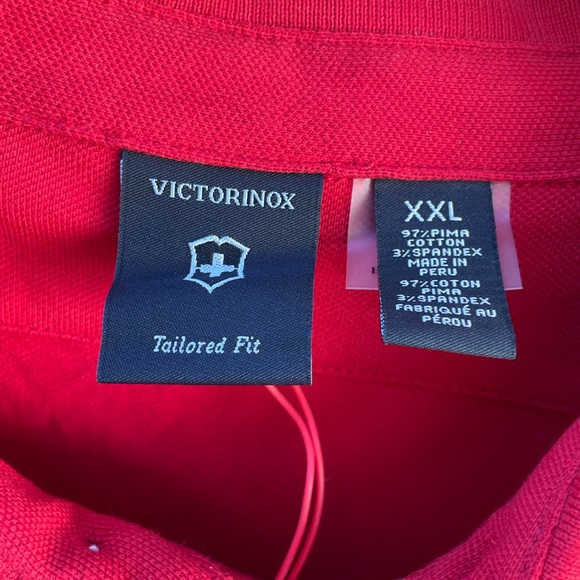 VICTORINOX
Tailored Fit
XXL
97% PIMA
COTTON
3% SPANDEX
MADE IN
PERU
97% COTON
PIMA
3% SPANDEX
FABRIQUÉ AU
PÉROU